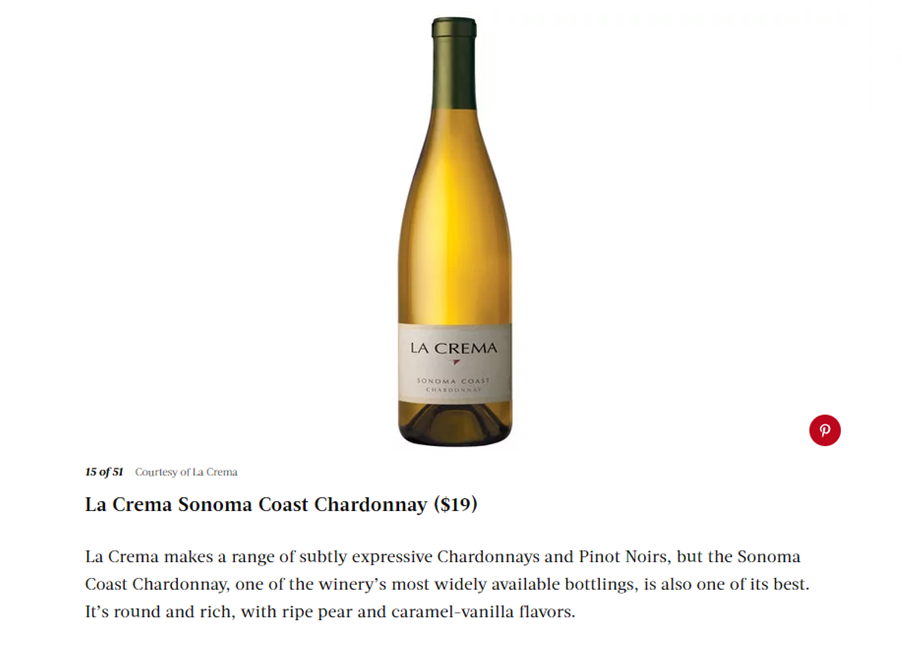 LA CREMA
SONOMA COAST
CHARDONNAY
15 of 51 Courtesy of La Crema
La Crema Sonoma Coast Chardonnay ($19)
La Crema makes a range of subtly expressive Chardonnays and Pinot Noirs, but the Sonoma
Coast Chardonnay, one of the winery’s most widely available bottlings, is also one of its best.
It’s round and rich, with ripe pear and caramel-vanilla flavors.